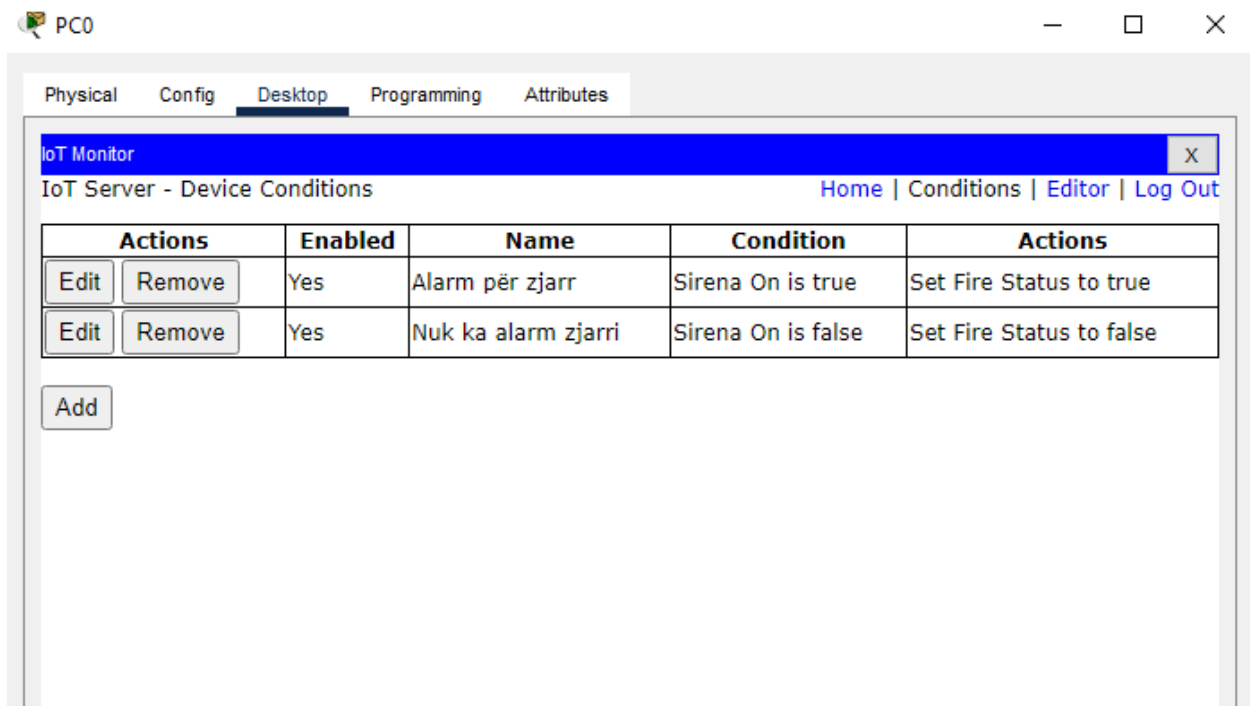 PC0
Physical Config Desktop Programming Attributes
IoT Monitor X
IoT Server - Device Conditions Home | Conditions | Editor | Log Out
Actions Enabled Name Condition Actions
Edit Remove Yes Alarm për zjarr Sirena On is true Set Fire Status to true
Edit Remove Yes Nuk ka alarm zjarri Sirena On is false Set Fire Status to false
Add